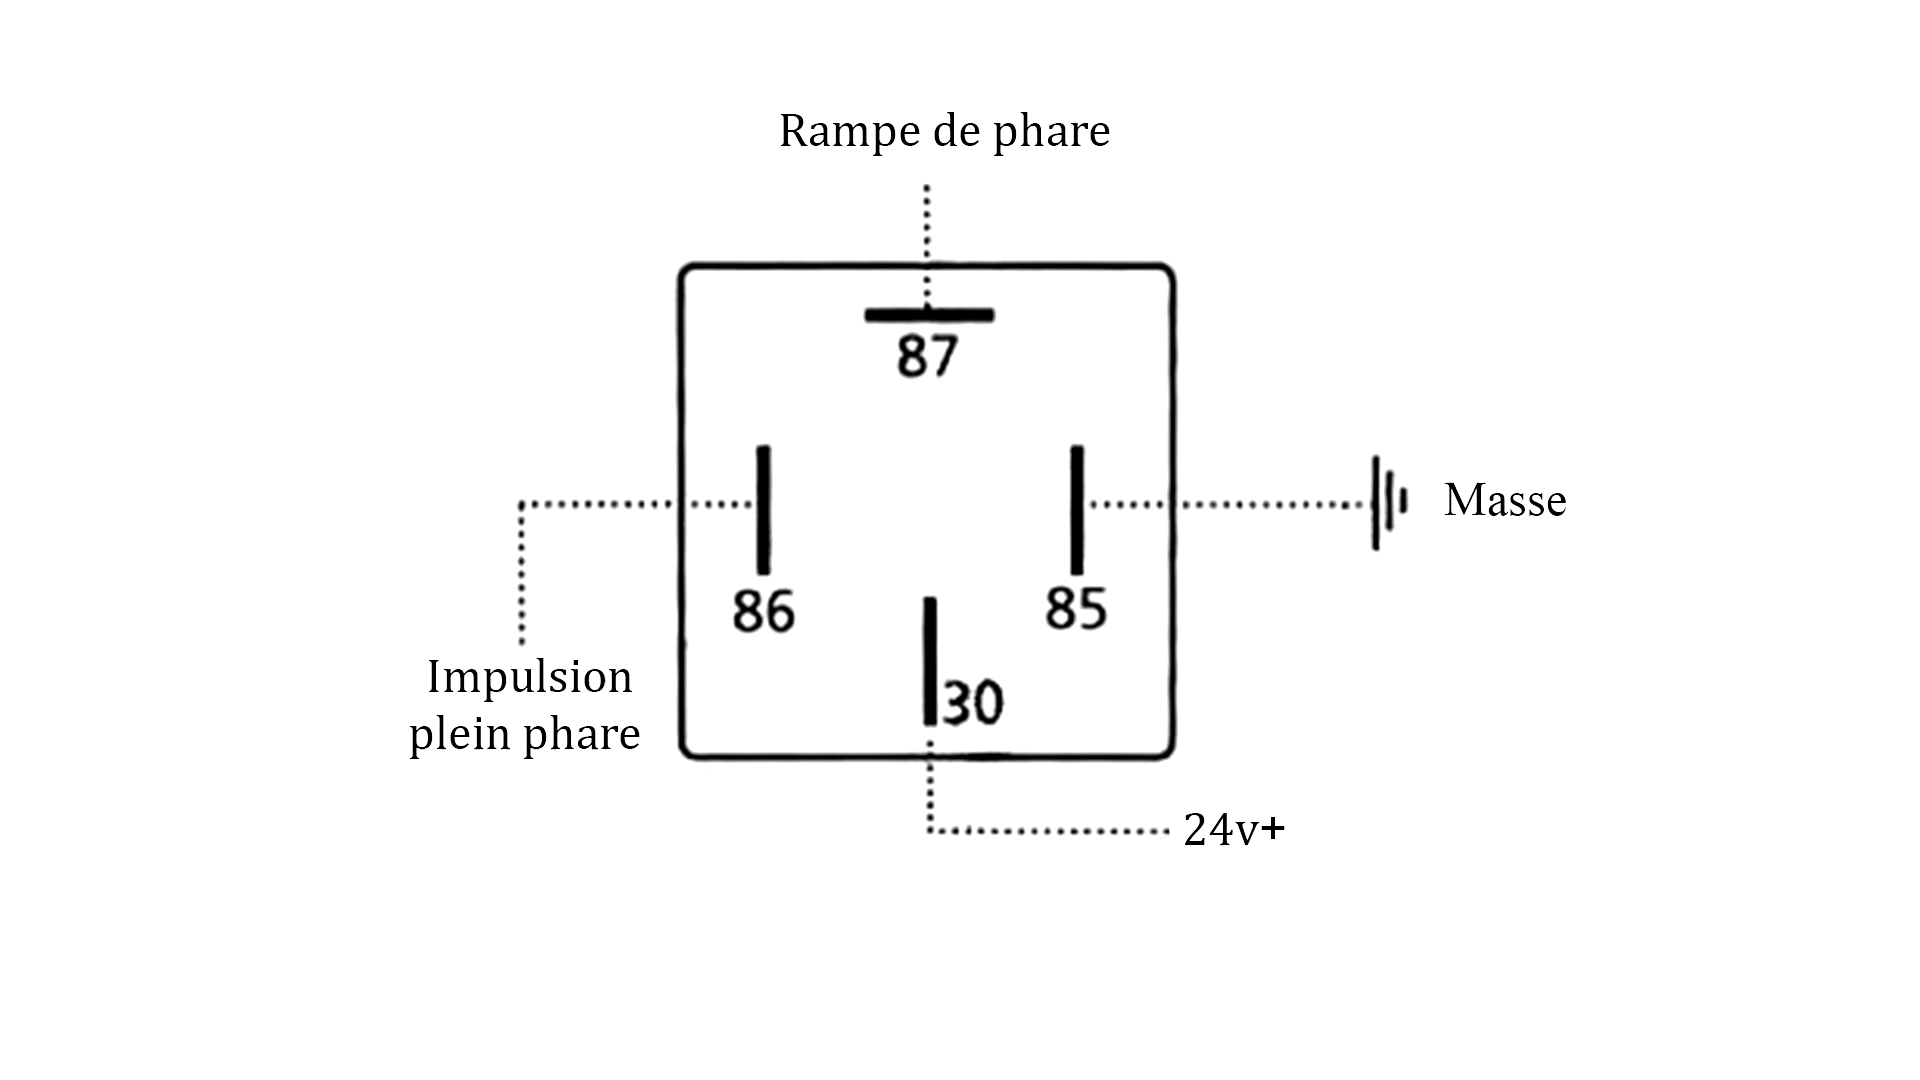 Rampe de phare
87
86
85
30
Masse
Impulsion
plein phare
24v+